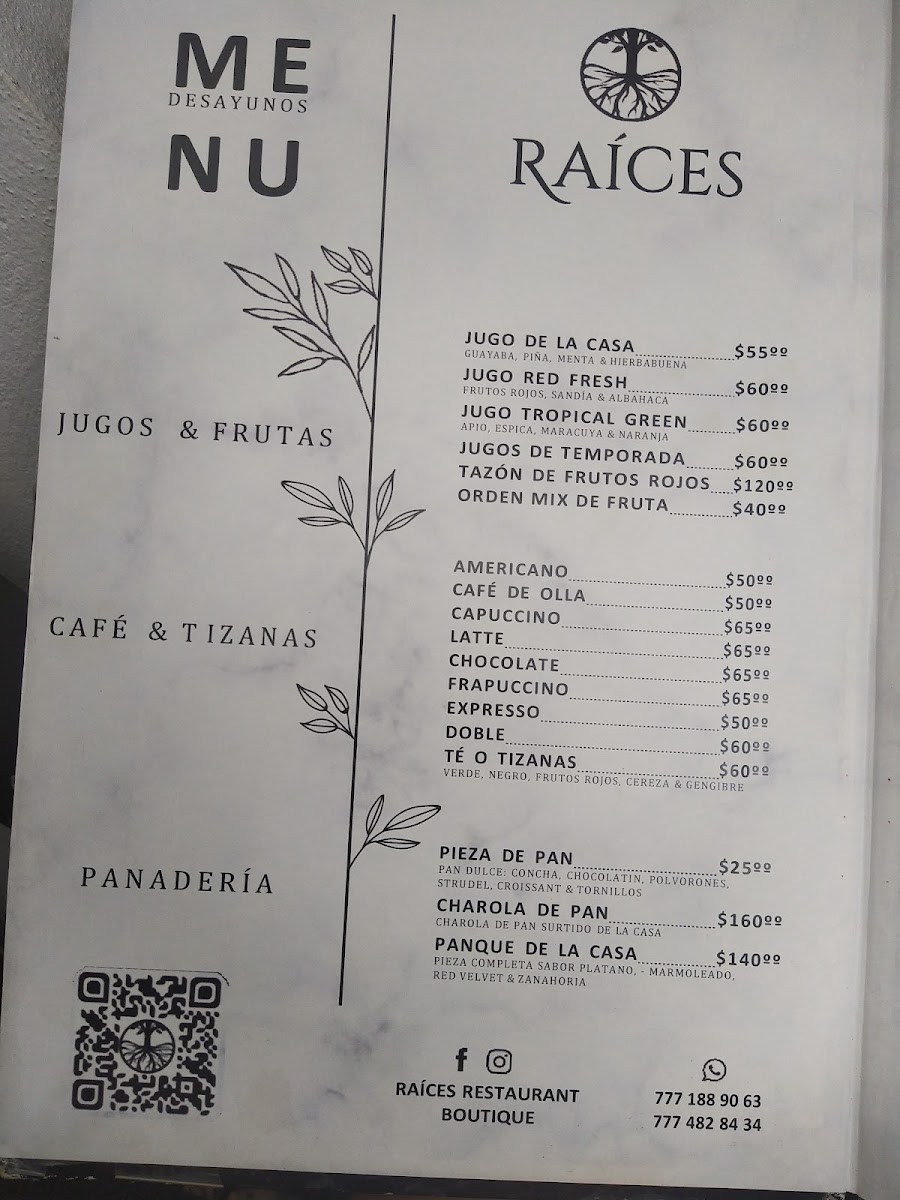 ME
DESAYUNOS
NU
RAÍCES
JUGOS & FRUTAS
JUGO DE LA CASA $55ºº
GUAYABA, PIÑA, MENTA & HIERBABUENA
JUGO RED FRESH $60ºº
FRUTOS ROJOS, SANDÍA & ALBAHACA
JUGO TROPICAL GREEN $60ºº
APIO, ESPICA, MARACUYA & NARANJA
JUGOS DE TEMPORADA $60ºº
TAZÓN DE FRUTOS ROJOS $120ºº
ORDEN MIX DE FRUTA $40ºº
CAFÉ & TIZANAS
AMERICANO $50ºº
CAFÉ DE OLLA $50ºº
CAPUCCINO $65ºº
LATTE $65ºº
CHOCOLATE $65ºº
FRAPUCCINO $65ºº
EXPRESSO $50ºº
DOBLE $60ºº
TÉ O TIZANAS $60ºº
VERDE, NEGRO, FRUTOS ROJOS, CEREZA & GENGIBRE
PANADERÍA
PIEZA DE PAN $25ºº
PAN DULCE: CONCHA, CHOCOLATIN, POLVORONES,
STRUDEL, CROISSANT & TORNILLOS
CHAROLA DE PAN $160ºº
CHAROLA DE PAN SURTIDO DE LA CASA
PANQUE DE LA CASA $140ºº
PIEZA COMPLETA SABOR PLATANO, - MARMOLEADO,
RED VELVET & ZANAHORIA
RAÍCES RESTAURANT
BOUTIQUE
777 188 90 63
777 482 84 34